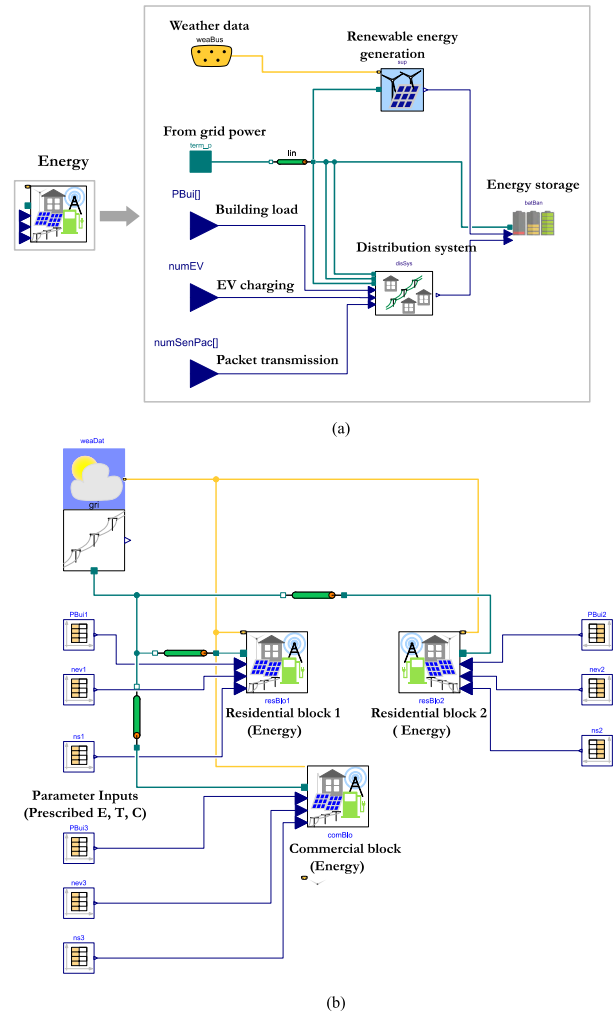 Weather data
weaBus
Renewable energy
generation
sup
From grid power
term_p
lin
Energy
PBui[]
Building load
Energy storage
batBan
Distribution system
disSys
numEV
EV charging
numSenPac[]
Packet transmission
(a)
weaDat
gri
PBui1
PBui2
nev1
nev2
resBlo1
resBlo2
Residential block 1
(Energy)
Residential block 2
( Energy)
ns1
ns2
Parameter Inputs
(Prescribed E, T, C)
PBui3
comBlo
Commercial block
(Energy)
nev3
ns3
(b)